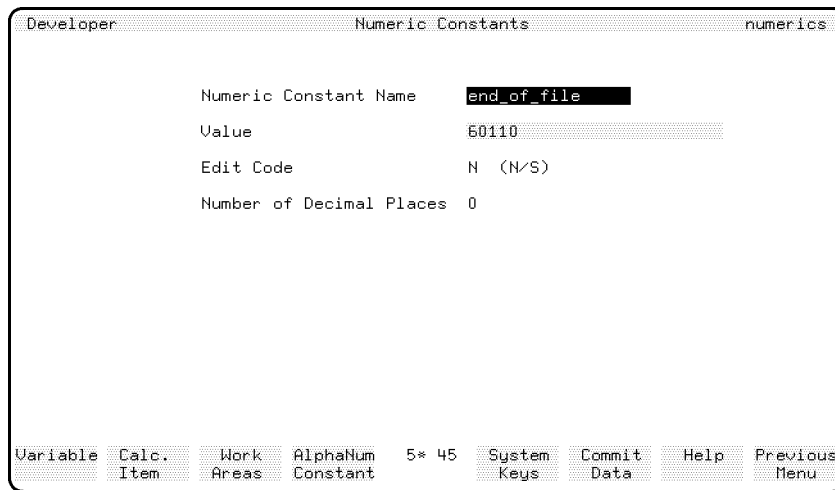 Developer Numeric Constants numerics
Numeric Constant Name end_of_file
Value 60110
Edit Code N (N/S)
Number of Decimal Places 0
Variable Calc. Work AlphaNum 5* 45 System Commit Help Previous
Item Areas Constant Keys Data Menu